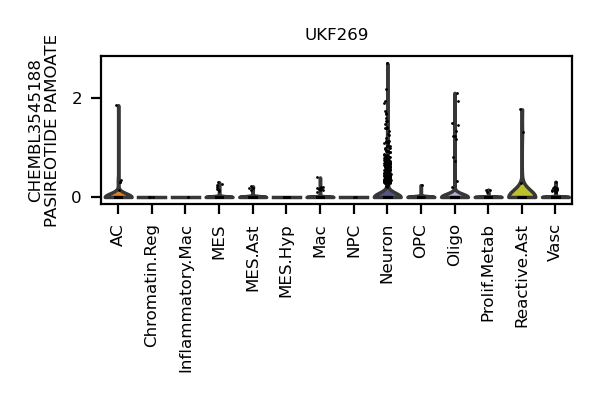 UKF269
CHEMBL3545188
PASIREOTIDE PAMOATE
2
0
AC
Chromatin.Reg
Inflammatory.Mac
MES
MES.Ast
MES.Hyp
Mac
NPC
Neuron
OPC
Oligo
Prolif.Metab
Reactive.Ast
Vasc